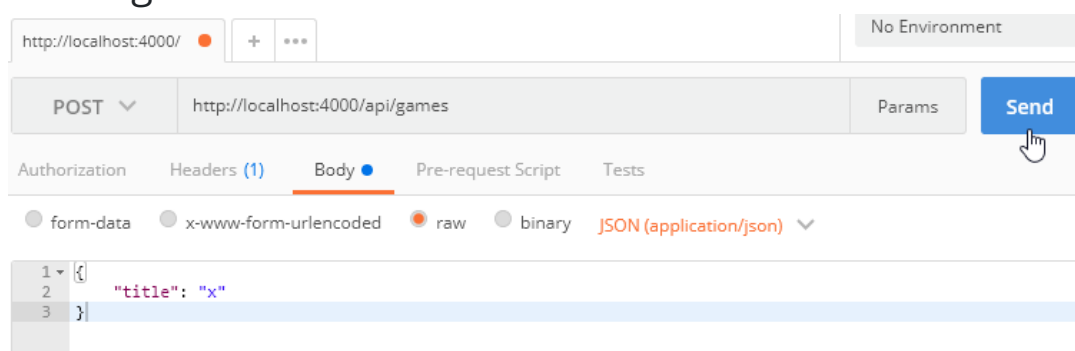 http://localhost:4000/ + ••• No Environment
POST http://localhost:4000/api/games Params Send
Authorization Headers (1) Body Pre-request Script Tests
form-data x-www-form-urlencoded raw binary JSON (application/json)
1 {
2 "title": "x"
3 }